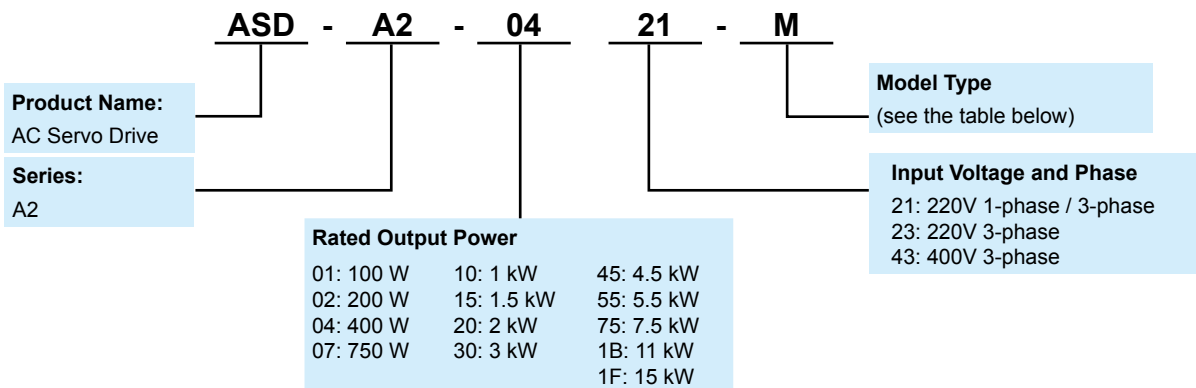 ASD - A2 - 04 21 - M
Product Name:
AC Servo Drive
Series:
A2
Rated Output Power
01: 100 W 10: 1 kW 45: 4.5 kW
02: 200 W 15: 1.5 kW 55: 5.5 kW
04: 400 W 20: 2 kW 75: 7.5 kW
07: 750 W 30: 3 kW 1B: 11 kW
1F: 15 kW
Model Type
(see the table below)
Input Voltage and Phase
21: 220V 1-phase / 3-phase
23: 220V 3-phase
43: 400V 3-phase